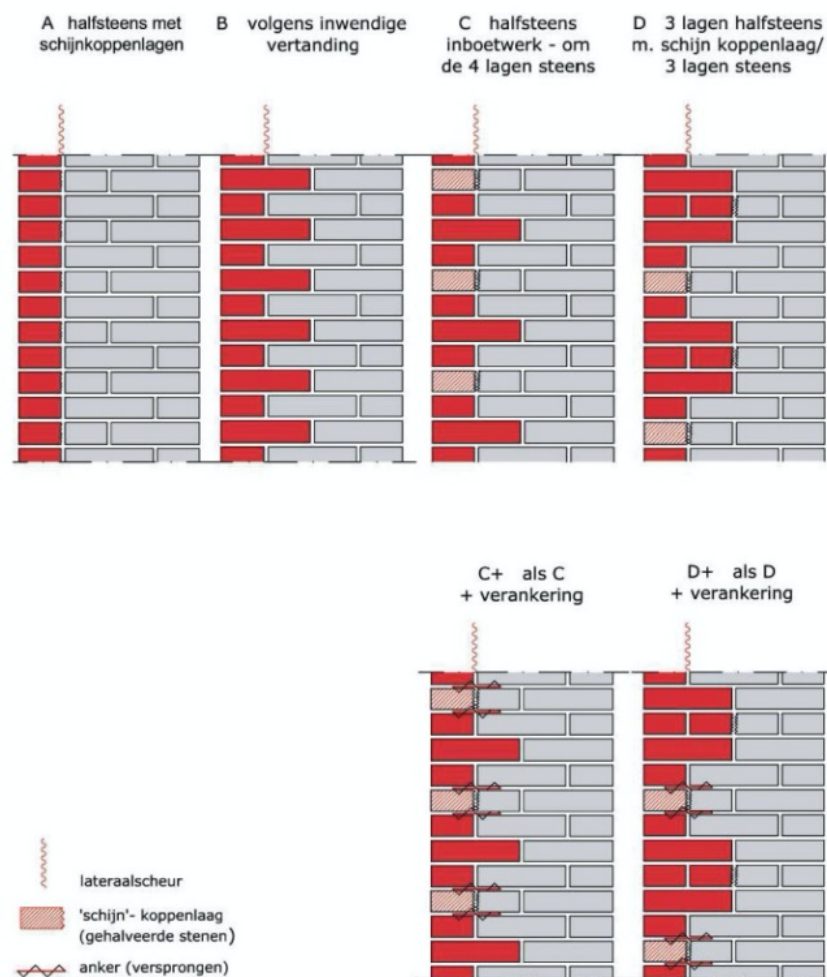 A halfsteens met
schijnkoppenlagen
B volgens inwendige
vertanding
C halfsteens
inboetwerk - om
de 4 lagen steens
D 3 lagen halfsteens
m. schijn koppenlaag/
3 lagen steens
C+ als C
+ verankering
D+ als D
+ verankering
lateraalscheur
'schijn'- koppenlaag
(gehalveerde stenen)
anker (versprongen)